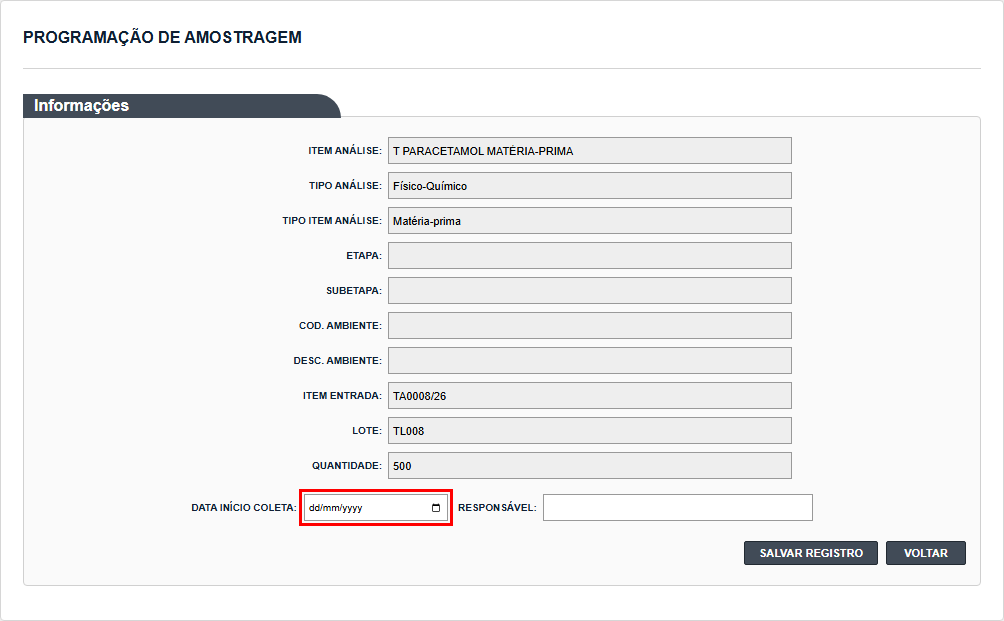 PROGRAMAÇÃO DE AMOSTRAGEM
Informações
ITEM ANÁLISE: T PARACETAMOL MATÉRIA-PRIMA
TIPO ANÁLISE: Físico-Químico
TIPO ITEM ANÁLISE: Matéria-prima
ETAPA:
SUBETAPA:
COD. AMBIENTE:
DESC. AMBIENTE:
ITEM ENTRADA: TA0008/26
LOTE: TL008
QUANTIDADE: 500
DATA INÍCIO COLETA: dd/mm/yyyy RESPONSÁVEL:
SALVAR REGISTRO VOLTAR